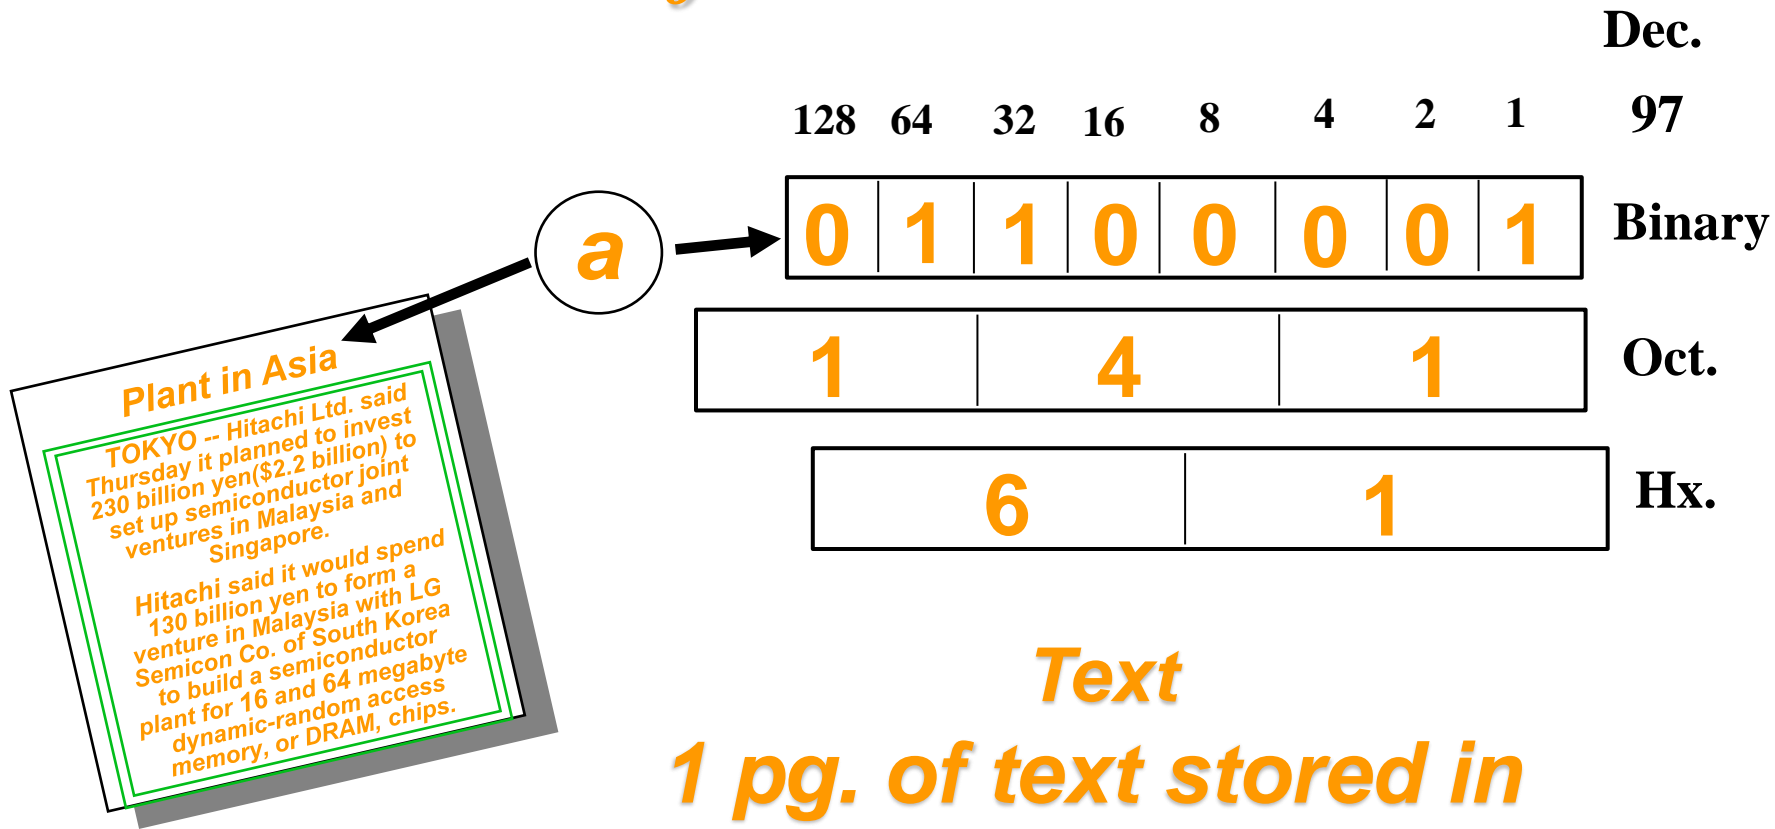 Dec.
128 64 32 16 8 4 2 1 97
a
0 1 1 0 0 0 0 1 Binary
1 4 1 Oct.
6 1 Hx.
Plant in Asia
TOKYO -- Hitachi Ltd. said
Thursday it planned to invest
230 billion yen($2.2 billion) to
set up semiconductor joint
ventures in Malaysia and
Singapore.
Hitachi said it would spend
130 billion yen to form a
venture in Malaysia with LG
Semicon Co. of South Korea
to build a semiconductor
plant for 16 and 64 megabyte
dynamic-random access
memory, or DRAM, chips.
Text
1 pg. of text stored in